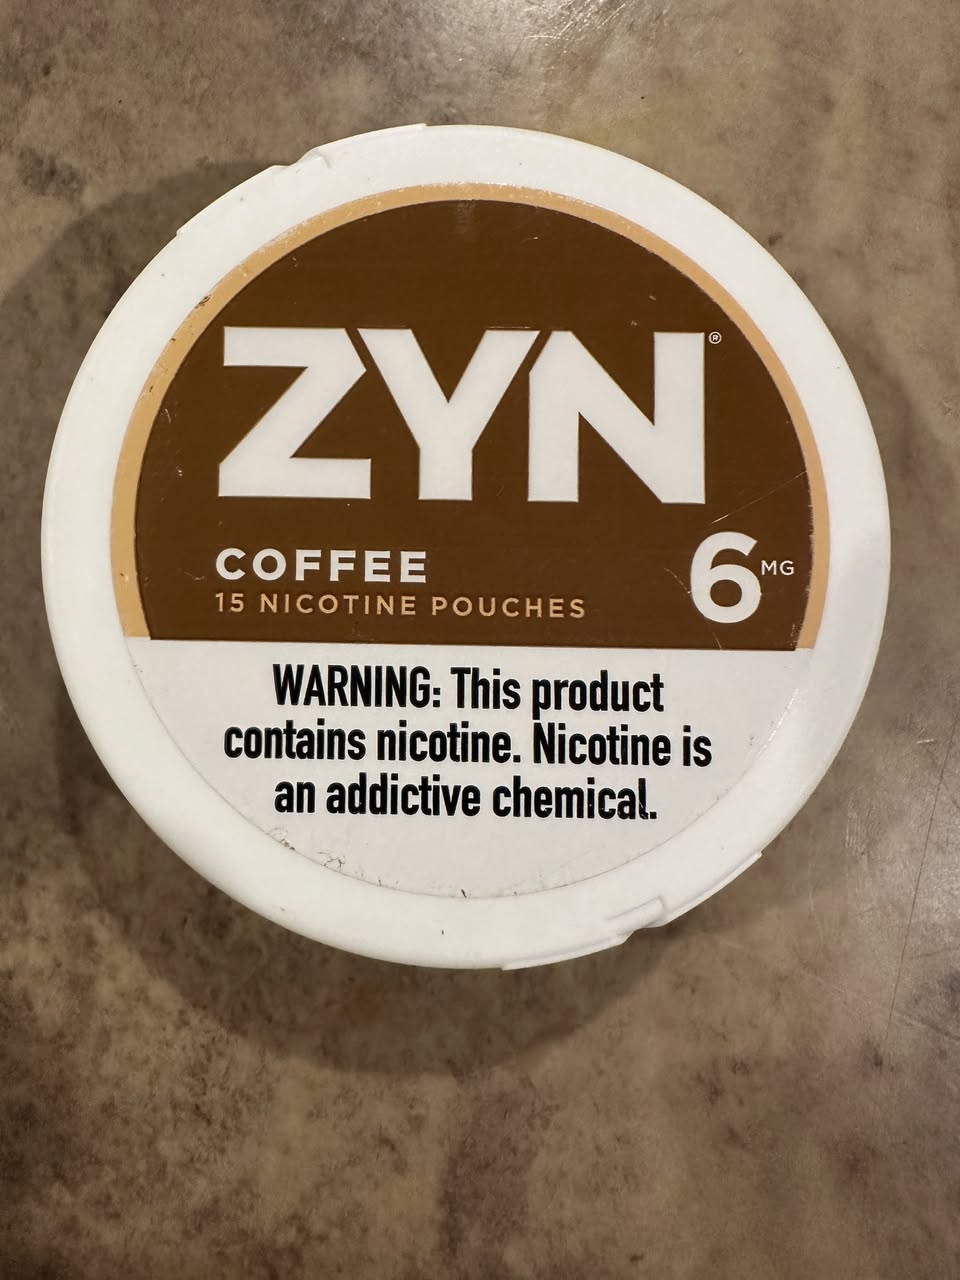 ZYN®
COFFEE
15 NICOTINE POUCHES
6 MG
WARNING: This product
contains nicotine. Nicotine is
an addictive chemical.